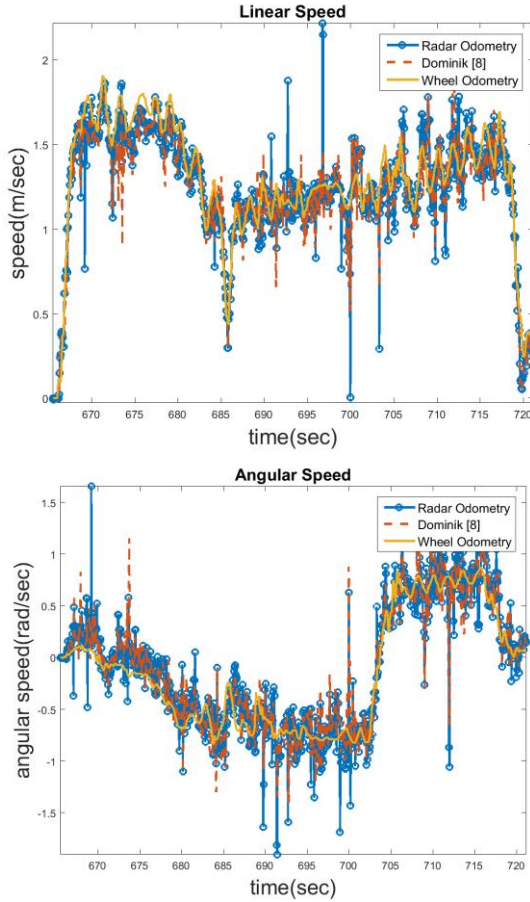 Linear Speed
2
1.5
1
0.5
0
speed(m/sec)
Radar Odometry
Dominik [8]
Wheel Odometry
670 675 680 685 690 695 700 705 710 715 720
time(sec)
Angular Speed
1.5
1
0.5
0
-0.5
-1
-1.5
angular speed(rad/sec)
Radar Odometry
Dominik [8]
Wheel Odometry
670 675 680 685 690 695 700 705 710 715 720
time(sec)